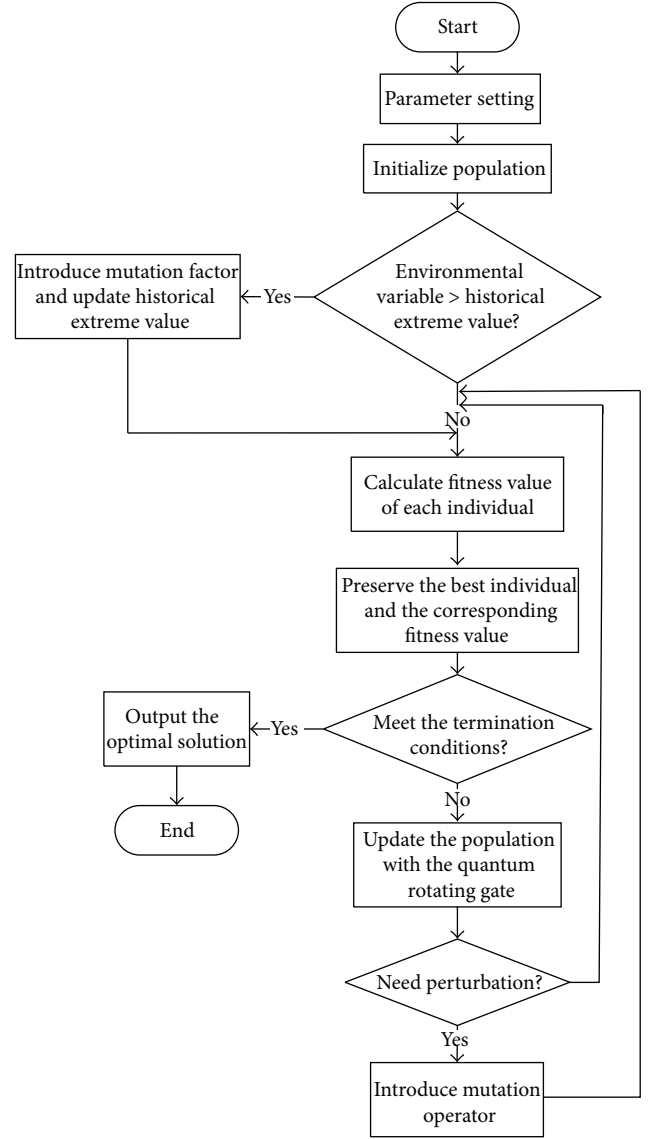 Start
Parameter setting
Initialize population
Environmental
variable > historical
extreme value?
Yes
Introduce mutation factor
and update historical
extreme value
No
Calculate fitness value
of each individual
Preserve the best individual
and the corresponding
fitness value
Meet the termination
conditions?
Yes
Output the
optimal solution
End
No
Update the population
with the quantum
rotating gate
Need perturbation?
Yes
Introduce mutation
operator